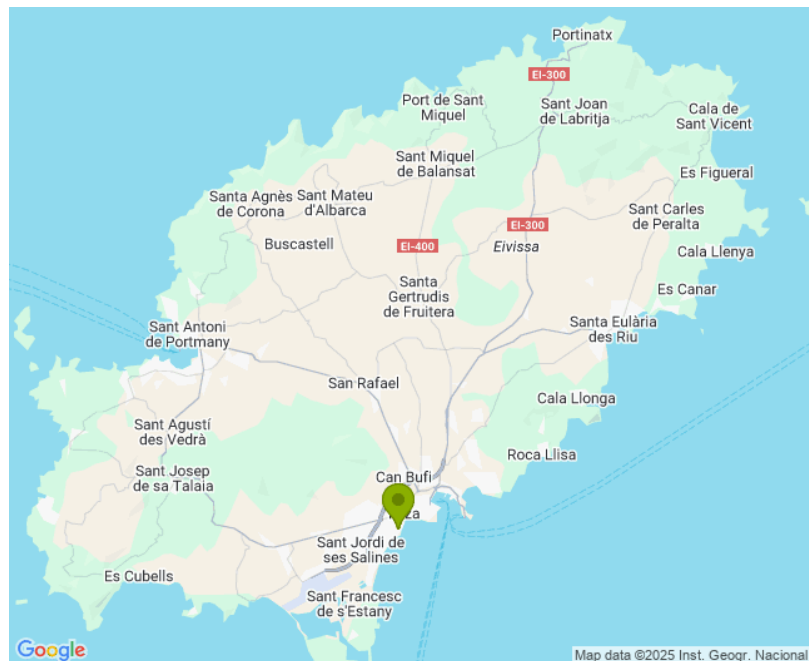 Portinatx
EI-300
Port de Sant
Miquel
Sant Joan
de Labritja
Cala de
Sant Vicent
Sant Miquel
de Balansat
Es Figueral
Santa Agnès
de Corona
Sant Mateu
d'Albarca
Sant Carles
de Peralta
EI-300
Buscastell
EI-400
Eivissa
Cala Llenya
Santa
Gertrudis
de Fruitera
Es Canar
Sant Antoni
de Portmany
Santa Eulària
des Riu
San Rafael
Cala Llonga
Sant Agustí
des Vedrà
Roca Llisa
Sant Josep
de sa Talaia
Can Bufi
Sant Jordi de
ses Salines
Es Cubells
Sant Francesc
de s'Estany
Google
Map data ©2025 Inst. Geogr. Nacional